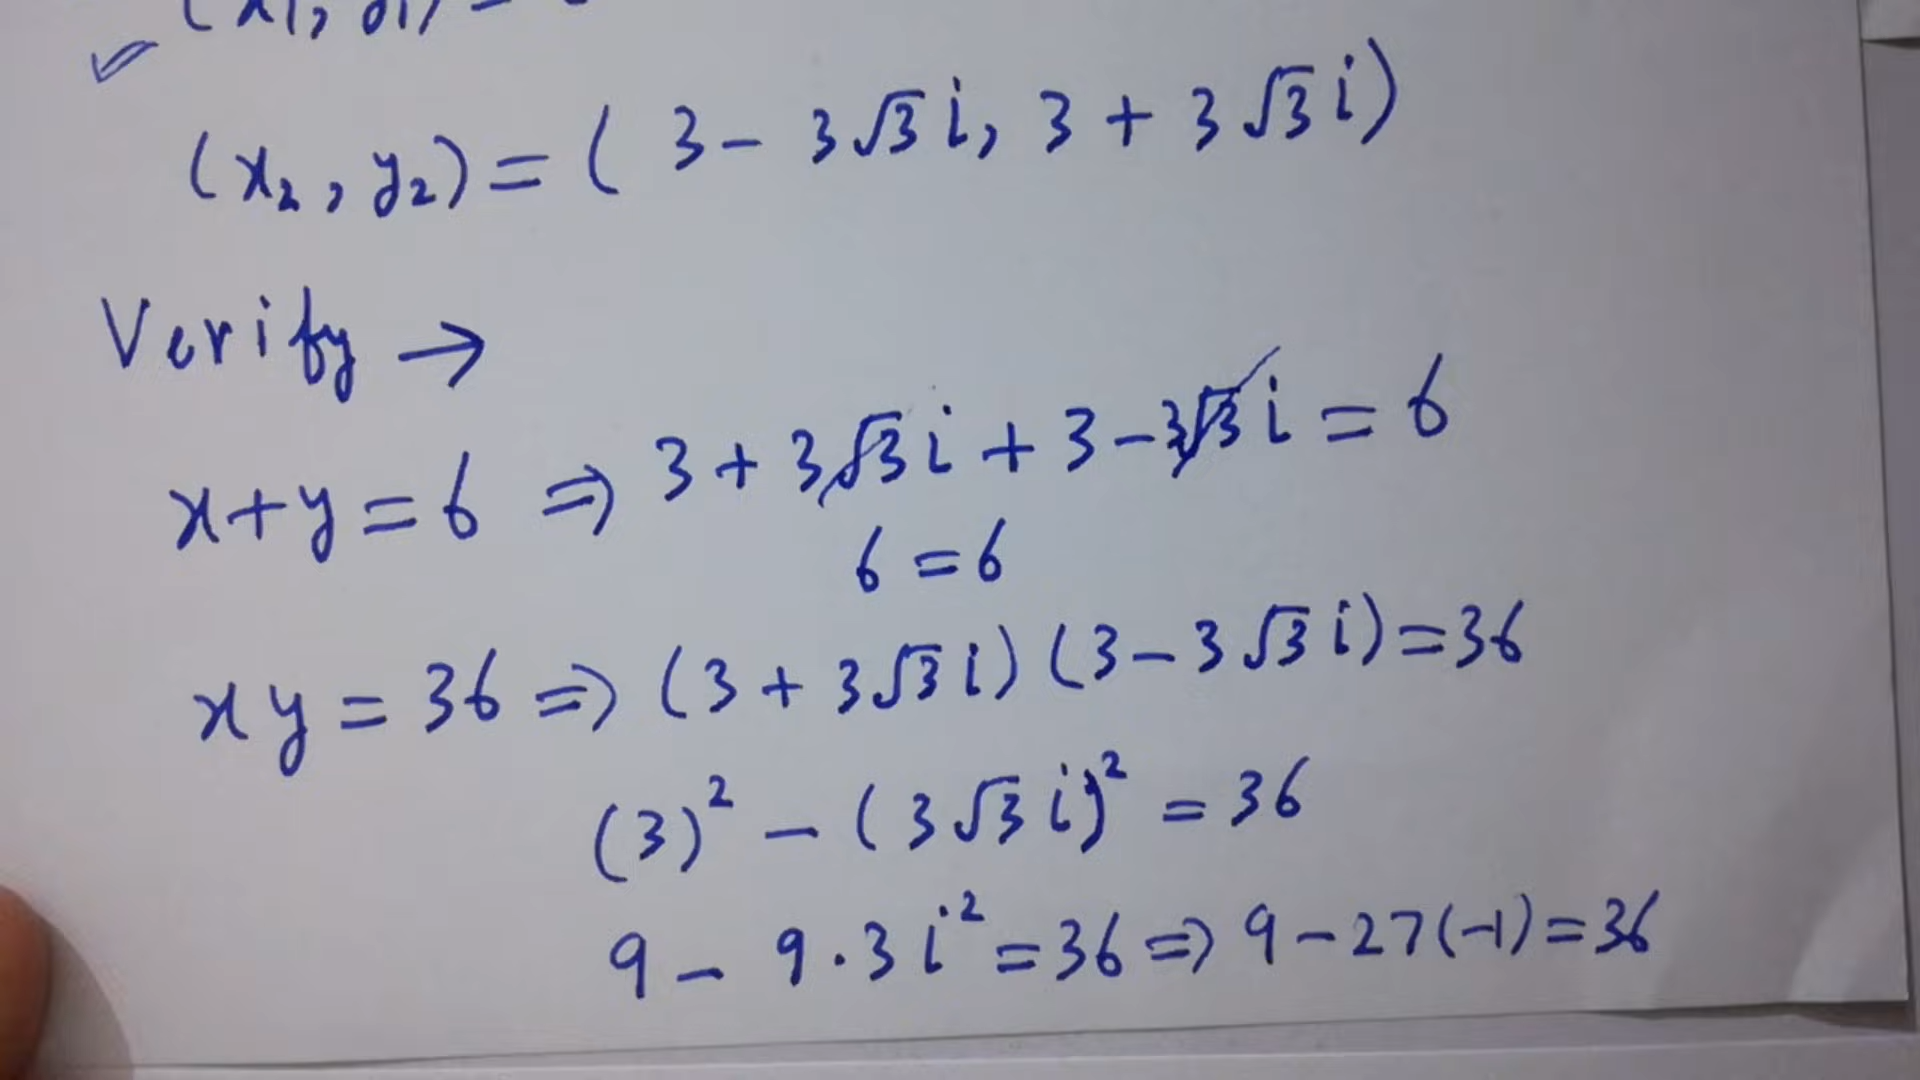 (x₂, y₂) = (3 - 3√3 i, 3 + 3√3 i)
Verify →
x+y = 6 ⇒ 3 + 3√3 i + 3 - 3√3 i = 6
6 = 6
xy = 36 ⇒ (3 + 3√3 i) (3 - 3√3 i) = 36
(3)² - (3√3 i)² = 36
9 - 9·3 i² = 36 ⇒ 9 - 27(-1) = 36